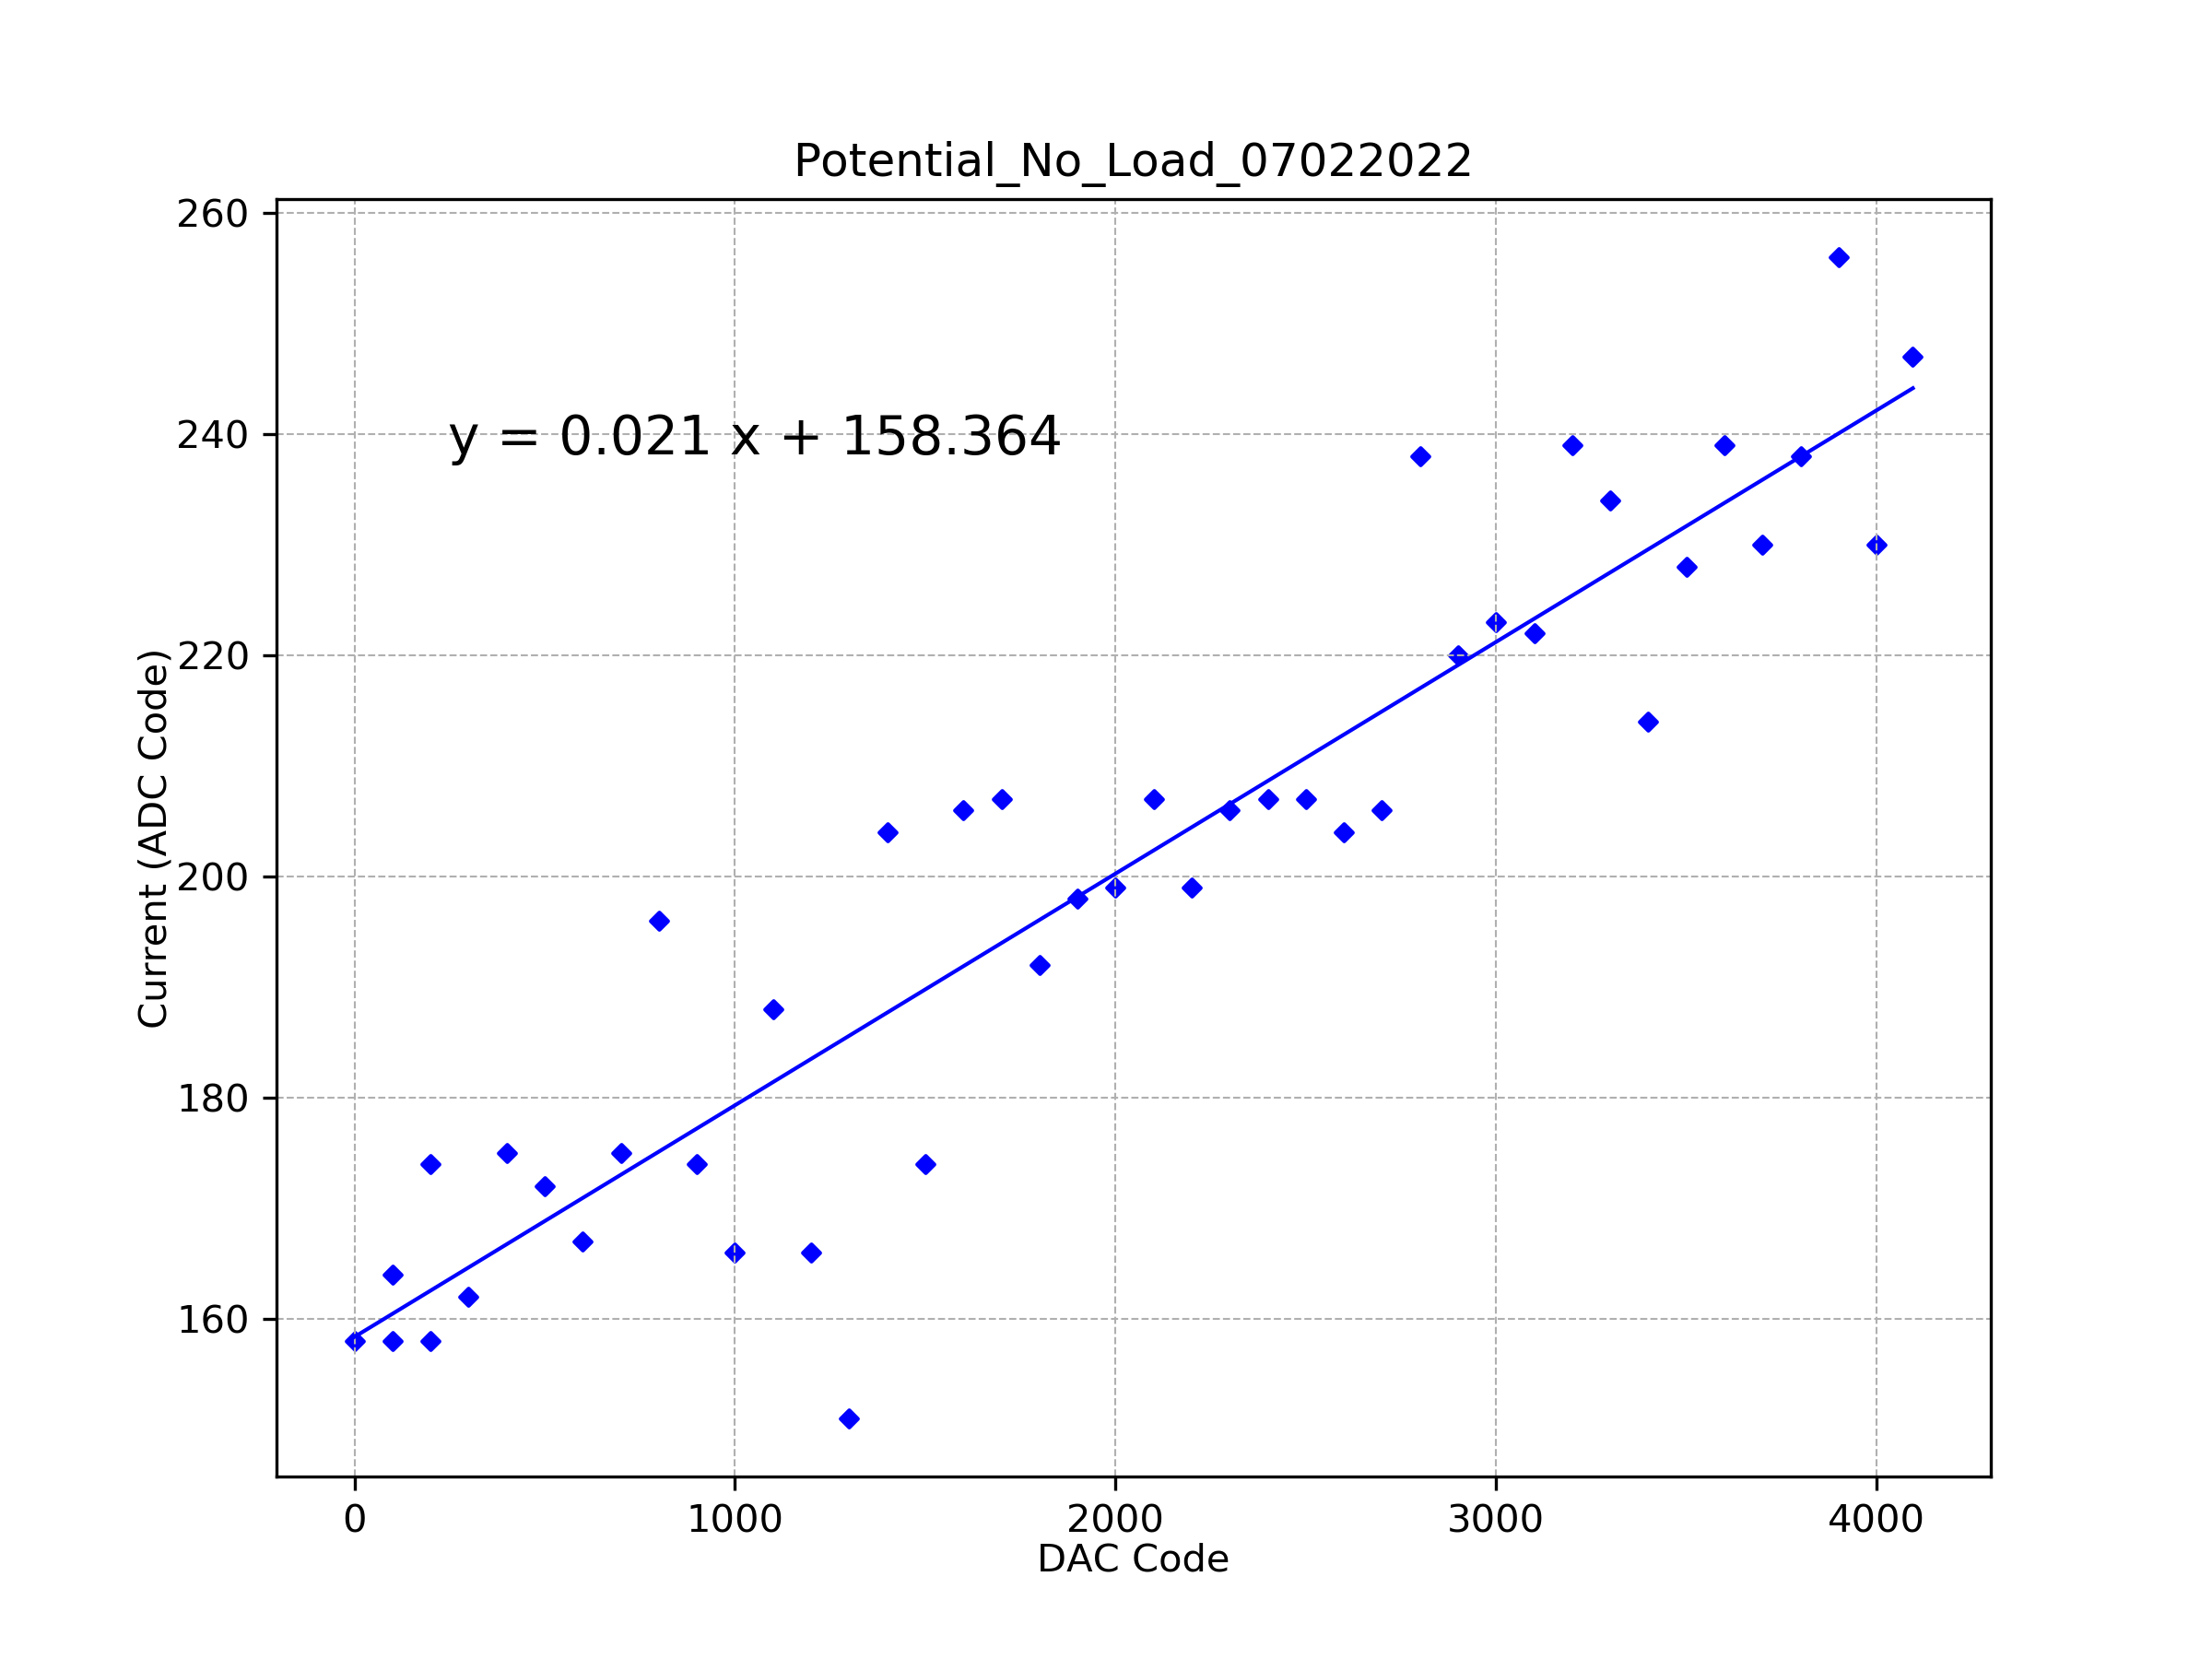 Potential_No_Load_07022022
260
240
220
200
180
160
y = 0.021 x + 158.364
Current (ADC Code)
0 1000 2000 3000 4000
DAC Code